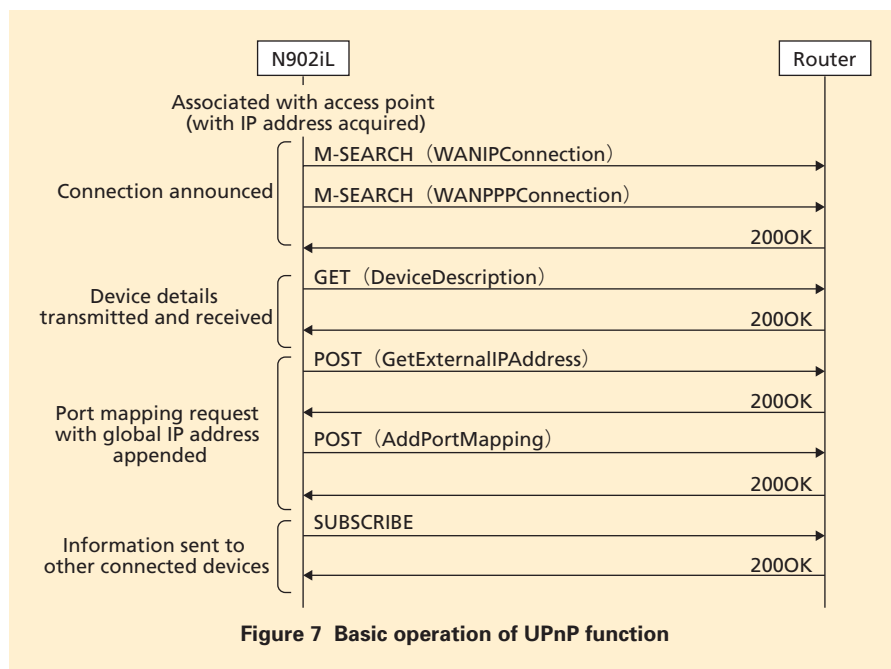 N902iL
Router
Associated with access point
(with IP address acquired)
Connection announced
M-SEARCH（WANIPConnection）
M-SEARCH（WANPPPConnection）
200OK
Device details
transmitted and received
GET（DeviceDescription）
200OK
Port mapping request
with global IP address
appended
POST（GetExternalIPAddress）
200OK
POST（AddPortMapping）
200OK
Information sent to
other connected devices
SUBSCRIBE
200OK
Figure 7 Basic operation of UPnP function